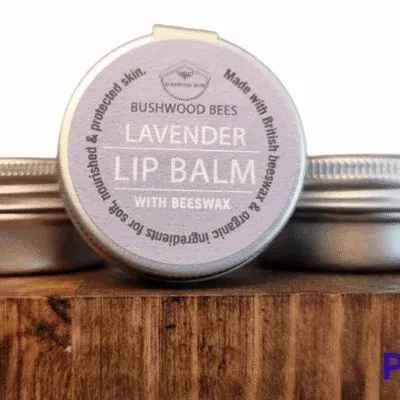 BUSHWOOD BEES
LAVENDER
LIP BALM
WITH BEESWAX
Made with British beeswax & organic ingredients for soft, nourished & protected skin.
P